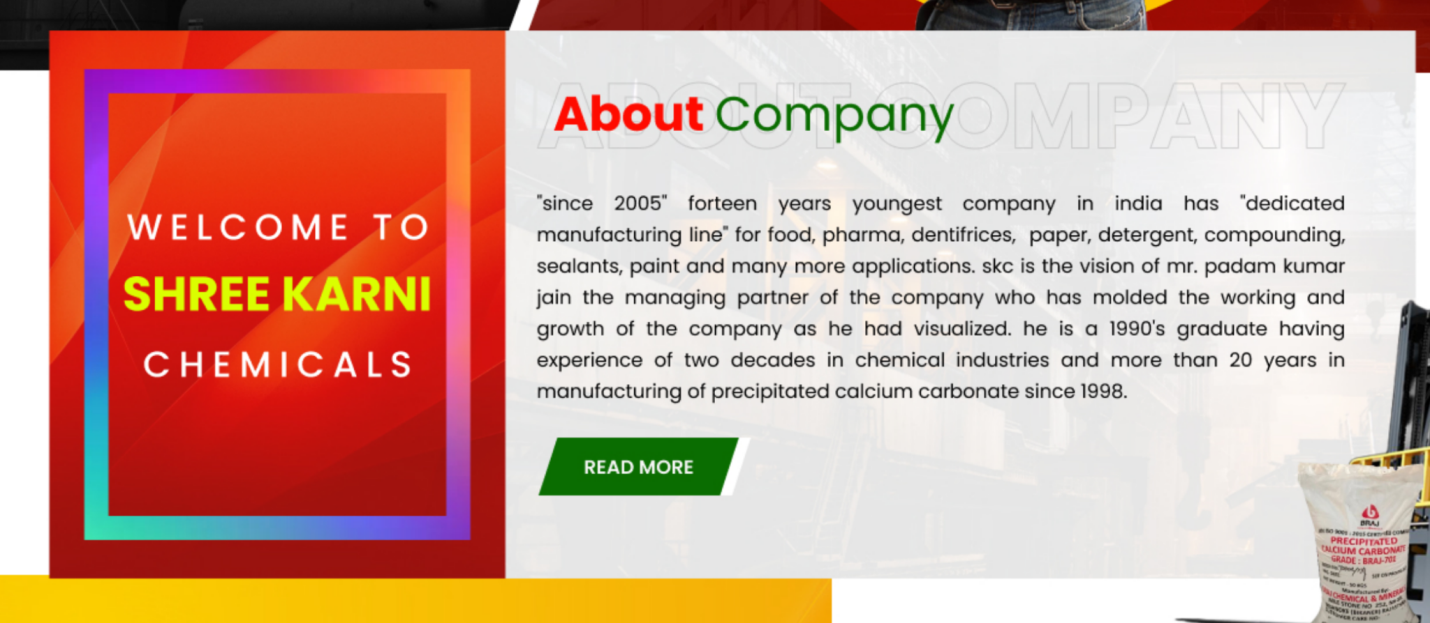 WELCOME TO
SHREE KARNI
CHEMICALS
ABOUT COMPANY
About Company
"since 2005" forteen years youngest company in india has "dedicated
manufacturing line" for food, pharma, dentifrices, paper, detergent, compounding,
sealants, paint and many more applications. skc is the vision of mr. padam kumar
jain the managing partner of the company who has molded the working and
growth of the company as he had visualized. he is a 1990's graduate having
experience of two decades in chemical industries and more than 20 years in
manufacturing of precipitated calcium carbonate since 1998.
READ MORE
BRAJ
PRECIPITATED
CALCIUM CARBONATE
GRADE : BRAJ-701
Manufactured By:
CHEMICAL & MINERALS